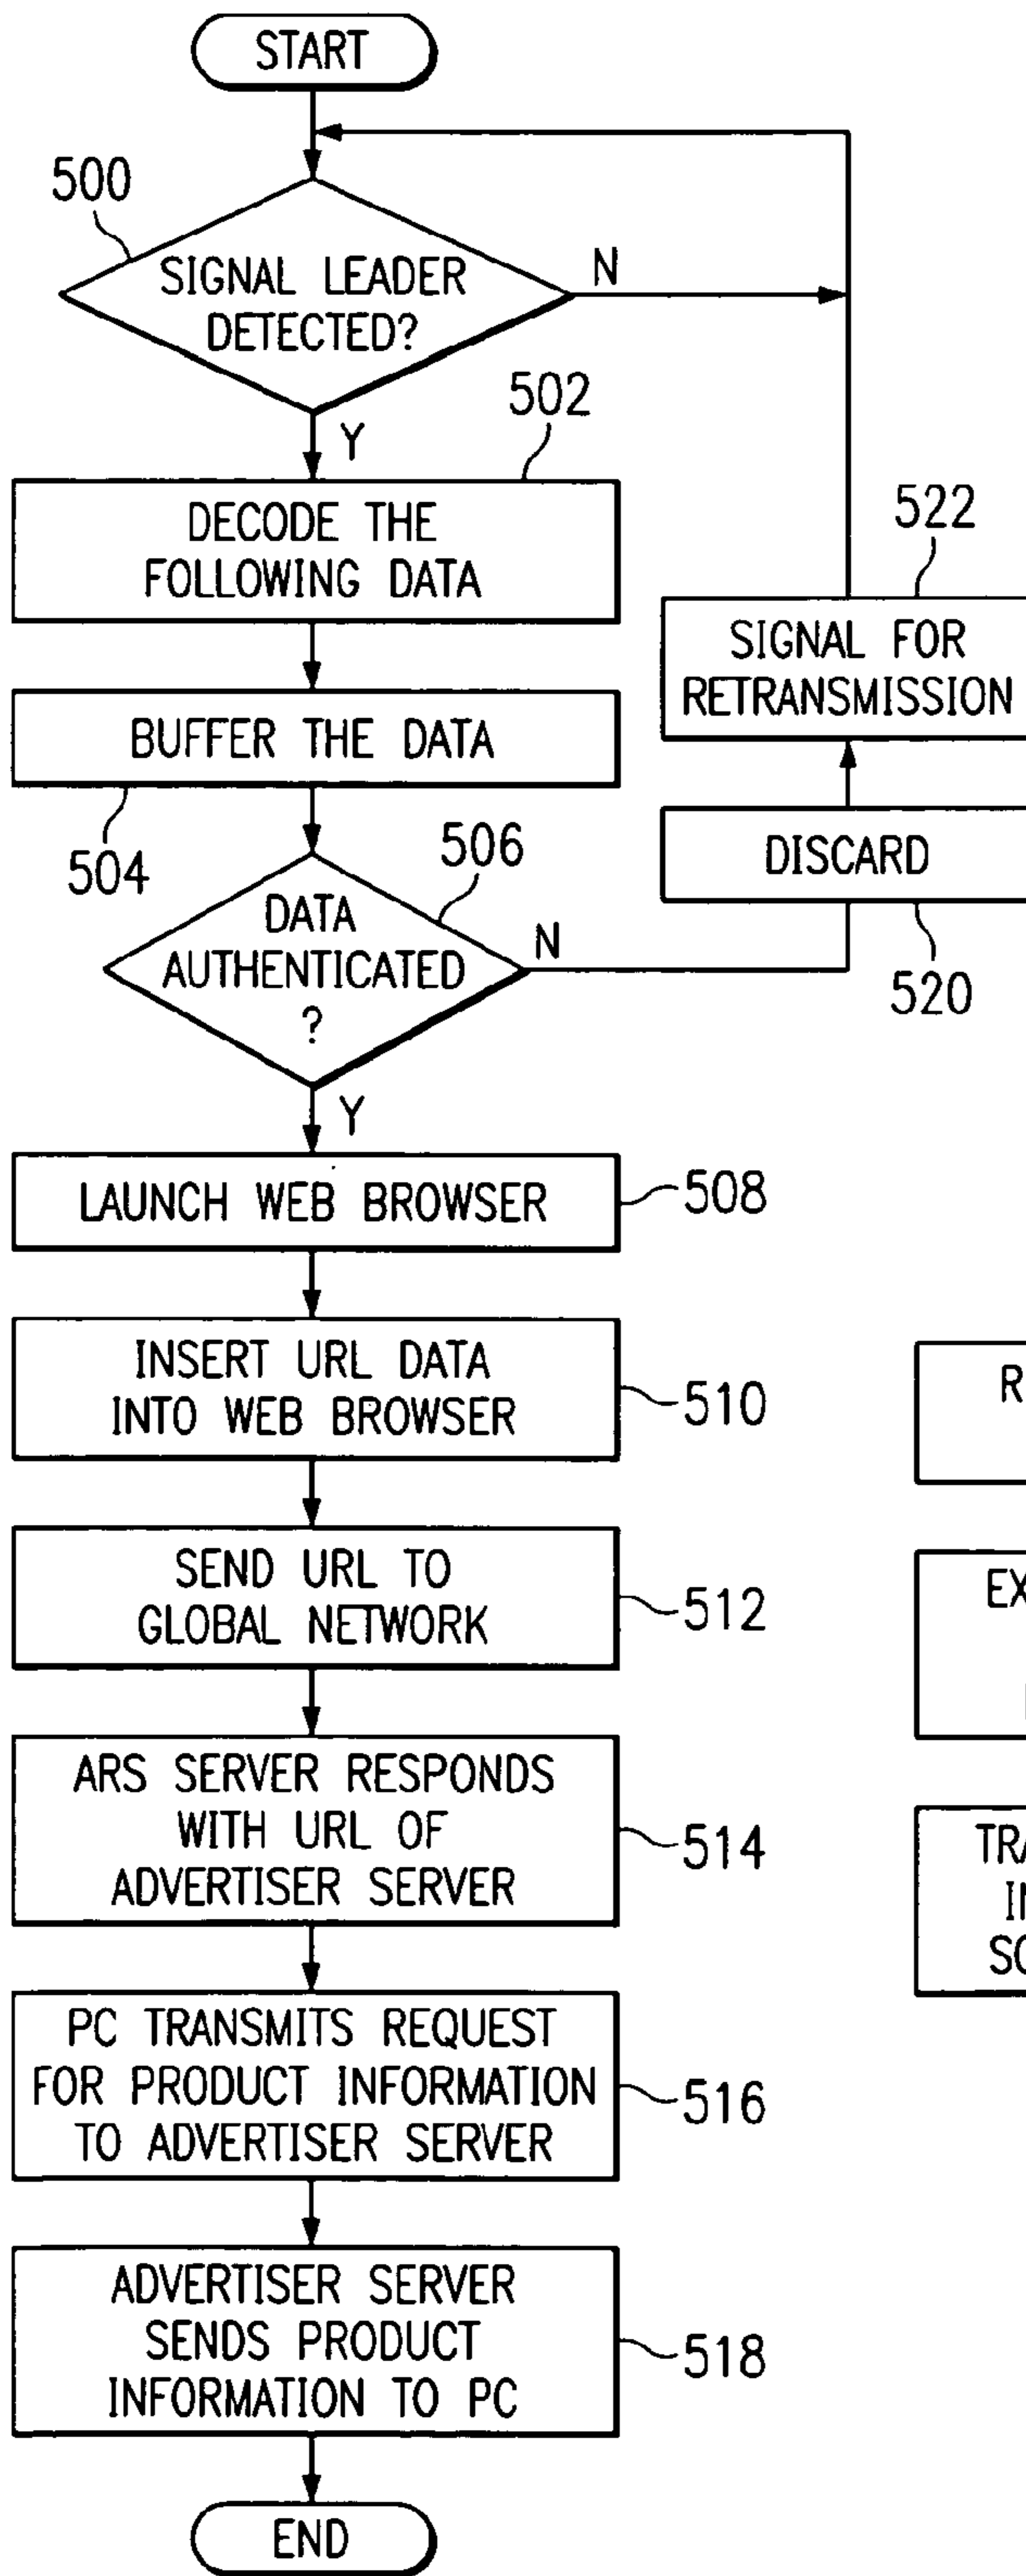 START
500
SIGNAL LEADER
DETECTED?
N
Y
502
DECODE THE
FOLLOWING DATA
522
SIGNAL FOR
RETRANSMISSION
BUFFER THE DATA
504
DISCARD
520
506
DATA
AUTHENTICATED
?
N
Y
LAUNCH WEB BROWSER
508
INSERT URL DATA
INTO WEB BROWSER
510
SEND URL TO
GLOBAL NETWORK
512
ARS SERVER RESPONDS
WITH URL OF
ADVERTISER SERVER
514
PC TRANSMITS REQUEST
FOR PRODUCT INFORMATION
TO ADVERTISER SERVER
516
ADVERTISER SERVER
SENDS PRODUCT
INFORMATION TO PC
518
END